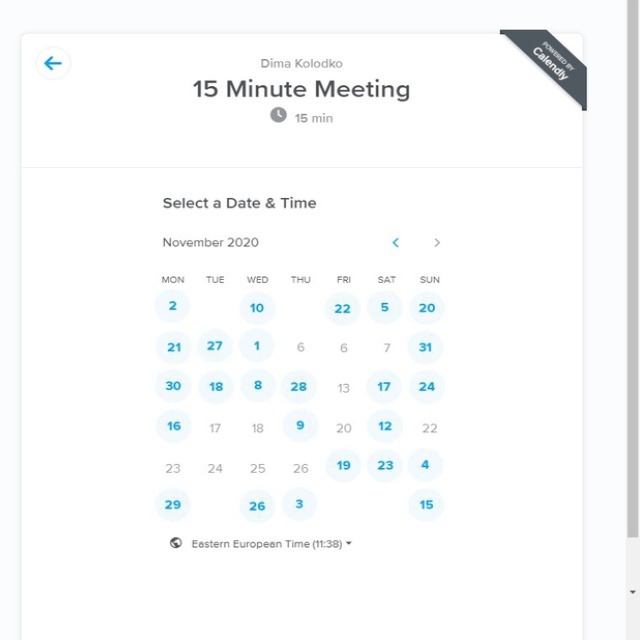 Dima Kolodko
15 Minute Meeting
15 min
POWERED BY
Calendly
Select a Date & Time
November 2020
MON TUE WED THU FRI SAT SUN
2 10 22 5 20
21 27 1 6 6 7 31
30 18 8 28 13 17 24
16 17 18 9 20 12 22
23 24 25 26 19 23 4
29 26 3 15
Eastern European Time (11:38)